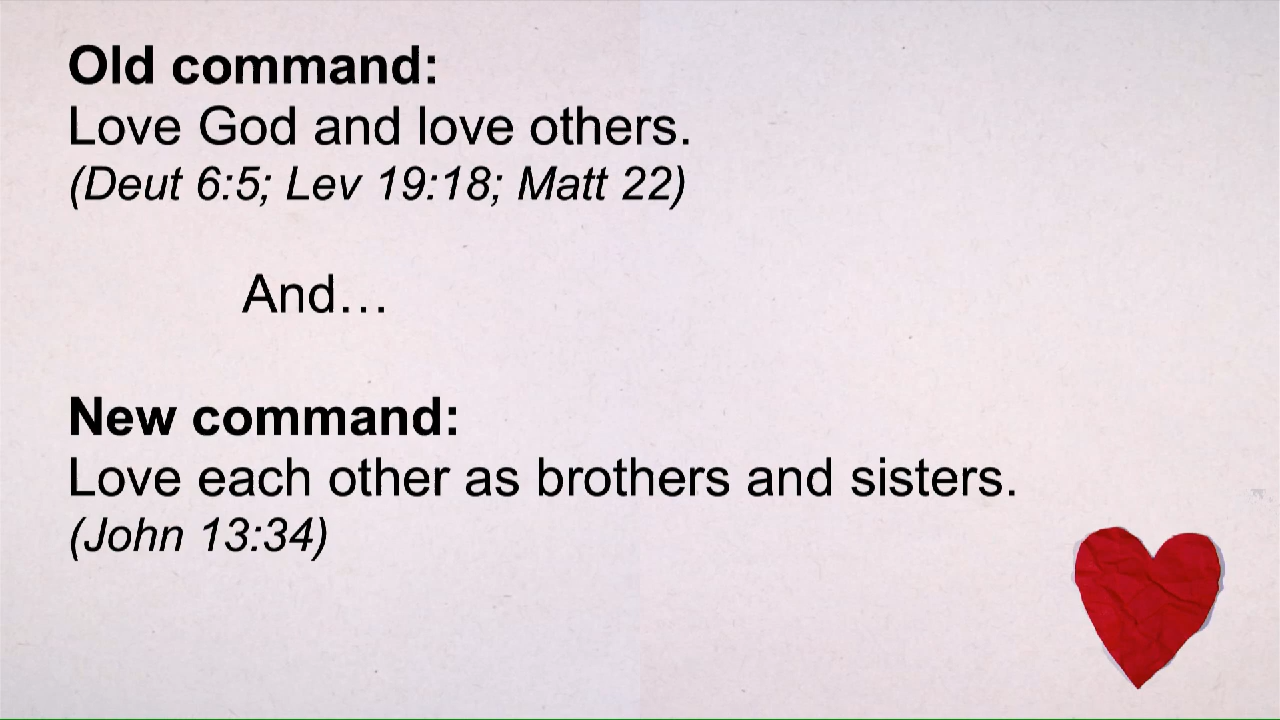 Old command:
Love God and love others.
(Deut 6:5; Lev 19:18; Matt 22)
And…
New command:
Love each other as brothers and sisters.
(John 13:34)